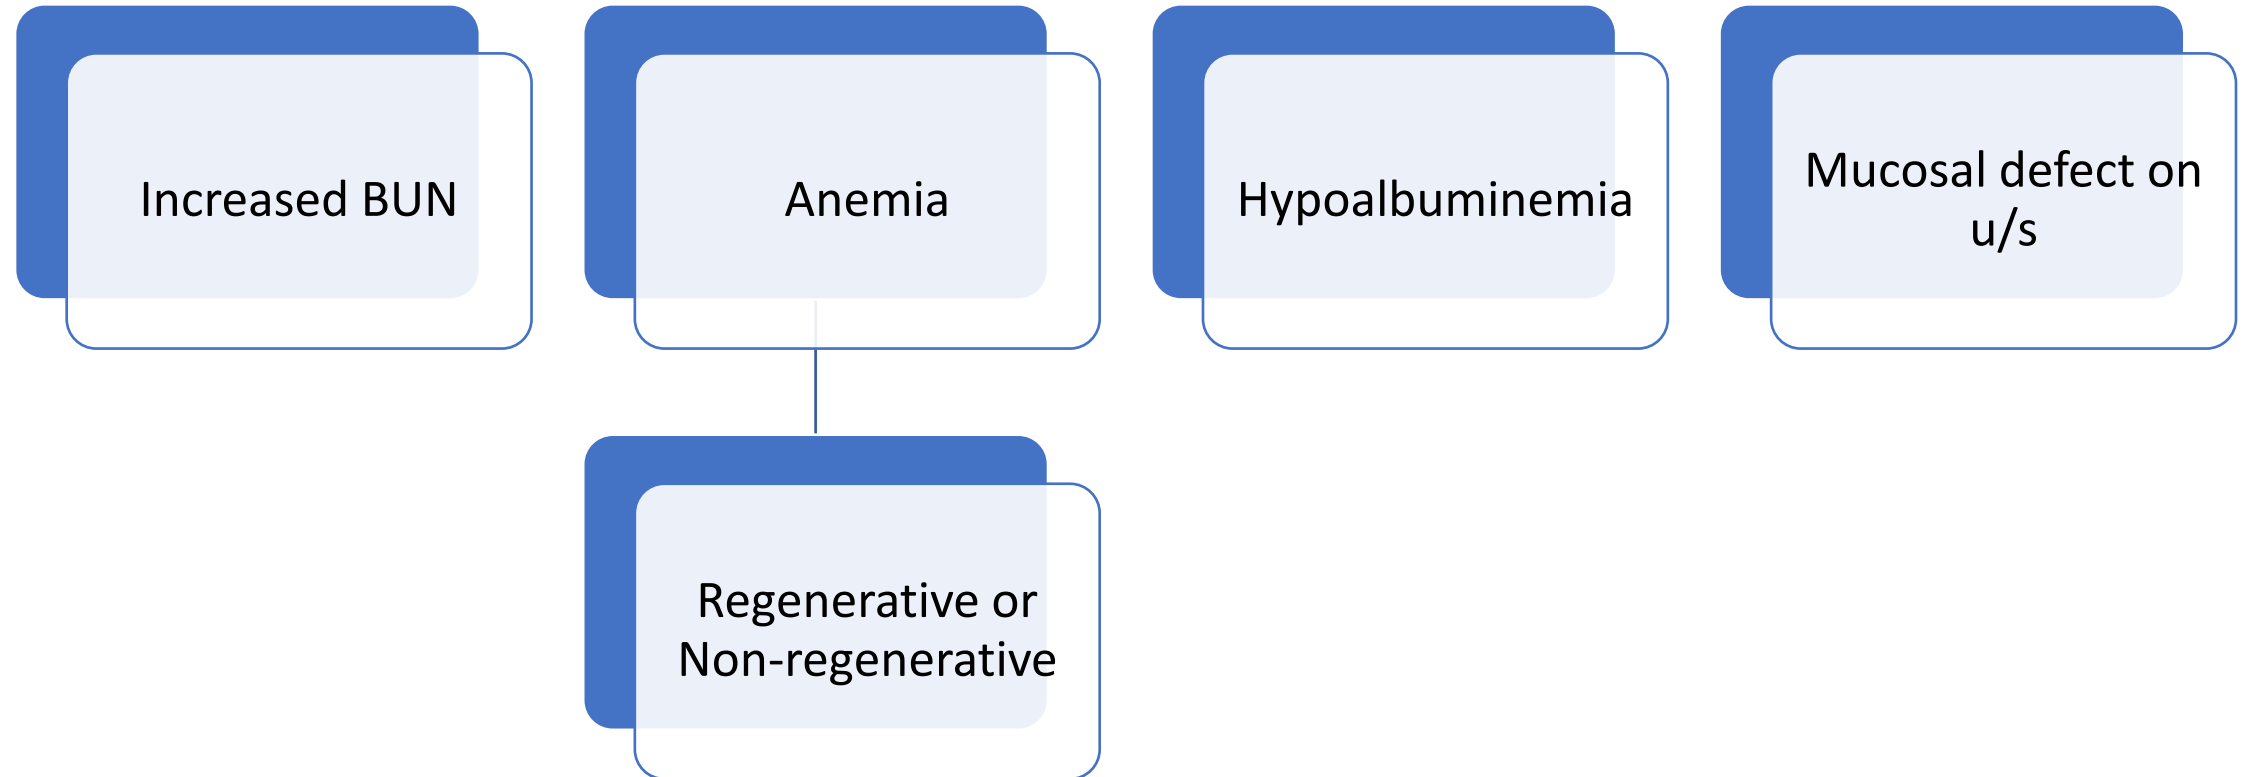 Increased BUN
Anemia
Hypoalbuminemia
Mucosal defect on
u/s
Regenerative or
Non-regenerative